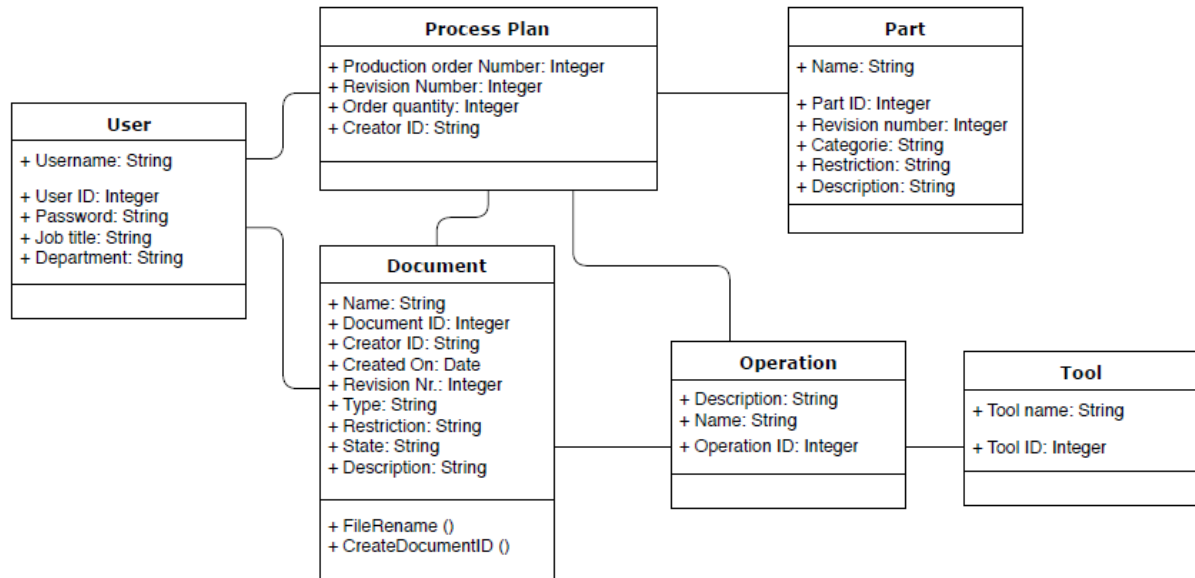 Process Plan
+ Production order Number: Integer
+ Revision Number: Integer
+ Order quantity: Integer
+ Creator ID: String
Part
+ Name: String
+ Part ID: Integer
+ Revision number: Integer
+ Categorie: String
+ Restriction: String
+ Description: String
User
+ Username: String
+ User ID: Integer
+ Password: String
+ Job title: String
+ Department: String
Document
+ Name: String
+ Document ID: Integer
+ Creator ID: String
+ Created On: Date
+ Revision Nr.: Integer
+ Type: String
+ Restriction: String
+ State: String
+ Description: String
+ FileRename ()
+ CreateDocumentID ()
Operation
+ Description: String
+ Name: String
+ Operation ID: Integer
Tool
+ Tool name: String
+ Tool ID: Integer